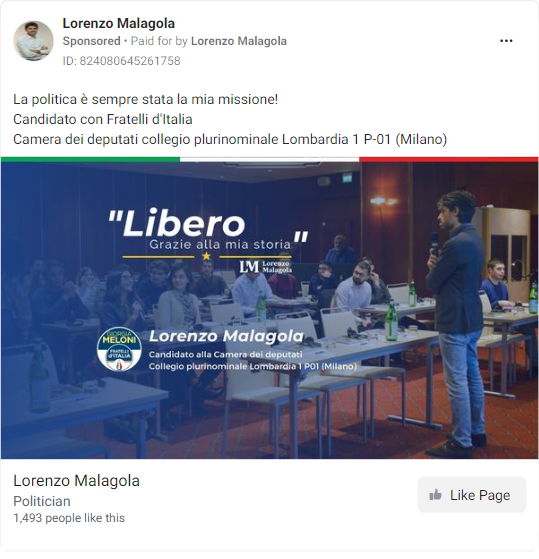 Lorenzo Malagola
Sponsored • Paid for by Lorenzo Malagola
ID: 824080645261758
La politica è sempre stata la mia missione!
Candidato con Fratelli d'Italia
Camera dei deputati collegio plurinominale Lombardia 1 P-01 (Milano)
"Libero
Grazie alla mia storia"
LM Lorenzo
Malagola
GIORGIA
MELONI
FRATELLI
d'ITALIA
Lorenzo Malagola
Candidato alla Camera dei deputati
Collegio plurinominale Lombardia 1 P01 (Milano)
Lorenzo Malagola
Politician
1,493 people like this
Like Page